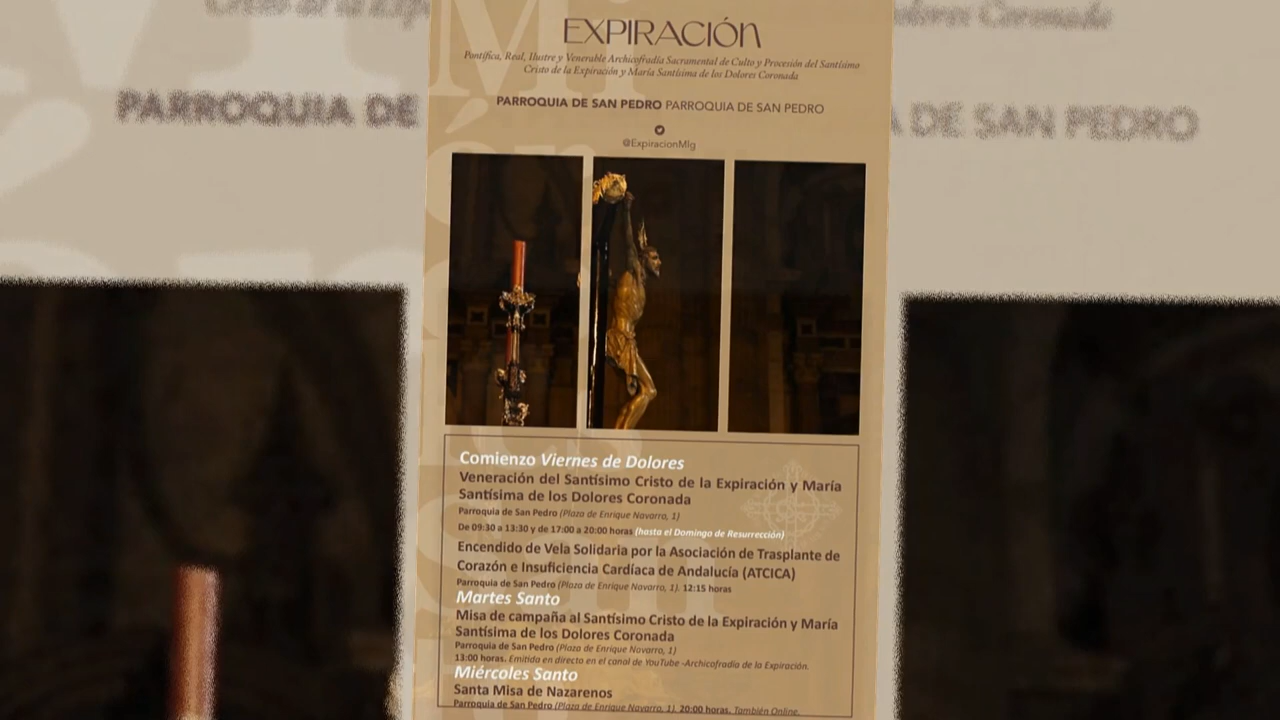 EXPIRACIÓN
Pontífica, Real, Ilustre y Venerable Archicofradía Sacramental de Culto y Procesión del Santísimo
Cristo de la Expiración y María Santísima de los Dolores Coronada
PARROQUIA DE SAN PEDRO PARROQUIA DE SAN PEDRO
@ExpiracionMlg
Comienzo Viernes de Dolores
Veneración del Santísimo Cristo de la Expiración y María
Santísima de los Dolores Coronada
Parroquia de San Pedro (Plaza de Enrique Navarro, 1)
De 09:30 a 13:30 y de 17:00 a 20:00 horas (hasta el Domingo de Resurrección)
Encendido de Vela Solidaria por la Asociación de Trasplante de
Corazón e Insuficiencia Cardíaca de Andalucía (ATCICA)
Parroquia de San Pedro (Plaza de Enrique Navarro, 1). 12:15 horas
Martes Santo
Misa de campaña al Santísimo Cristo de la Expiración y María
Santísima de los Dolores Coronada
Parroquia de San Pedro (Plaza de Enrique Navarro, 1)
13:00 horas. Emitida en directo en el canal de YouTube -Archicofradía de la Expiración.
Miércoles Santo
Santa Misa de Nazarenos
Parroquia de San Pedro (Plaza de Enrique Navarro, 1). 20:00 horas. También Online.
PARROQUIA DE
DE SAN PEDRO